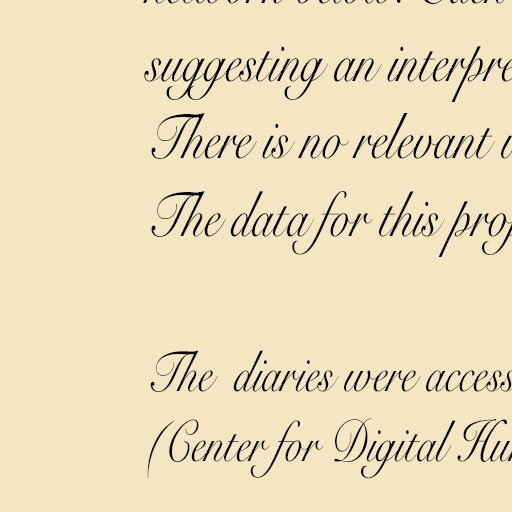 suggesting an interpre
There is no relevant
The data for this prop
The diaries were access
(Center for Digital Hu